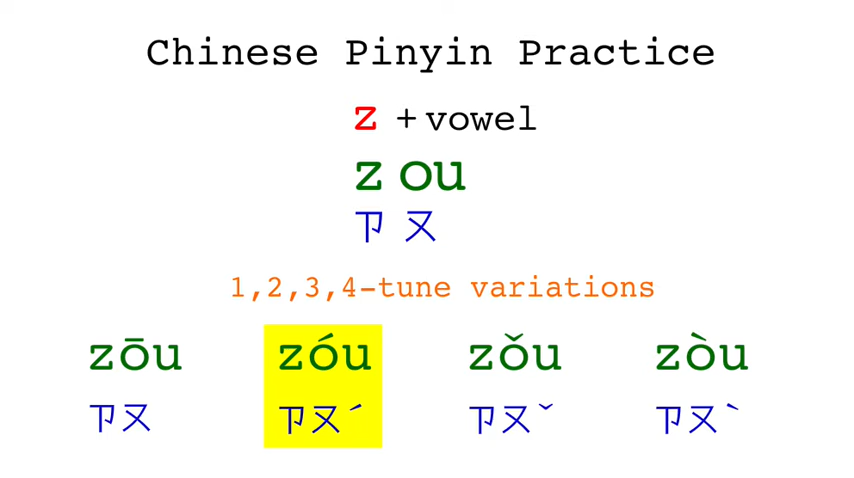 Chinese Pinyin Practice
z + vowel
z ou
ㄗ ㄡ
1,2,3,4-tune variations
zōu zóu zǒu zòu
ㄗㄡ ㄗㄡˊ ㄗㄡˇ ㄗㄡˋ